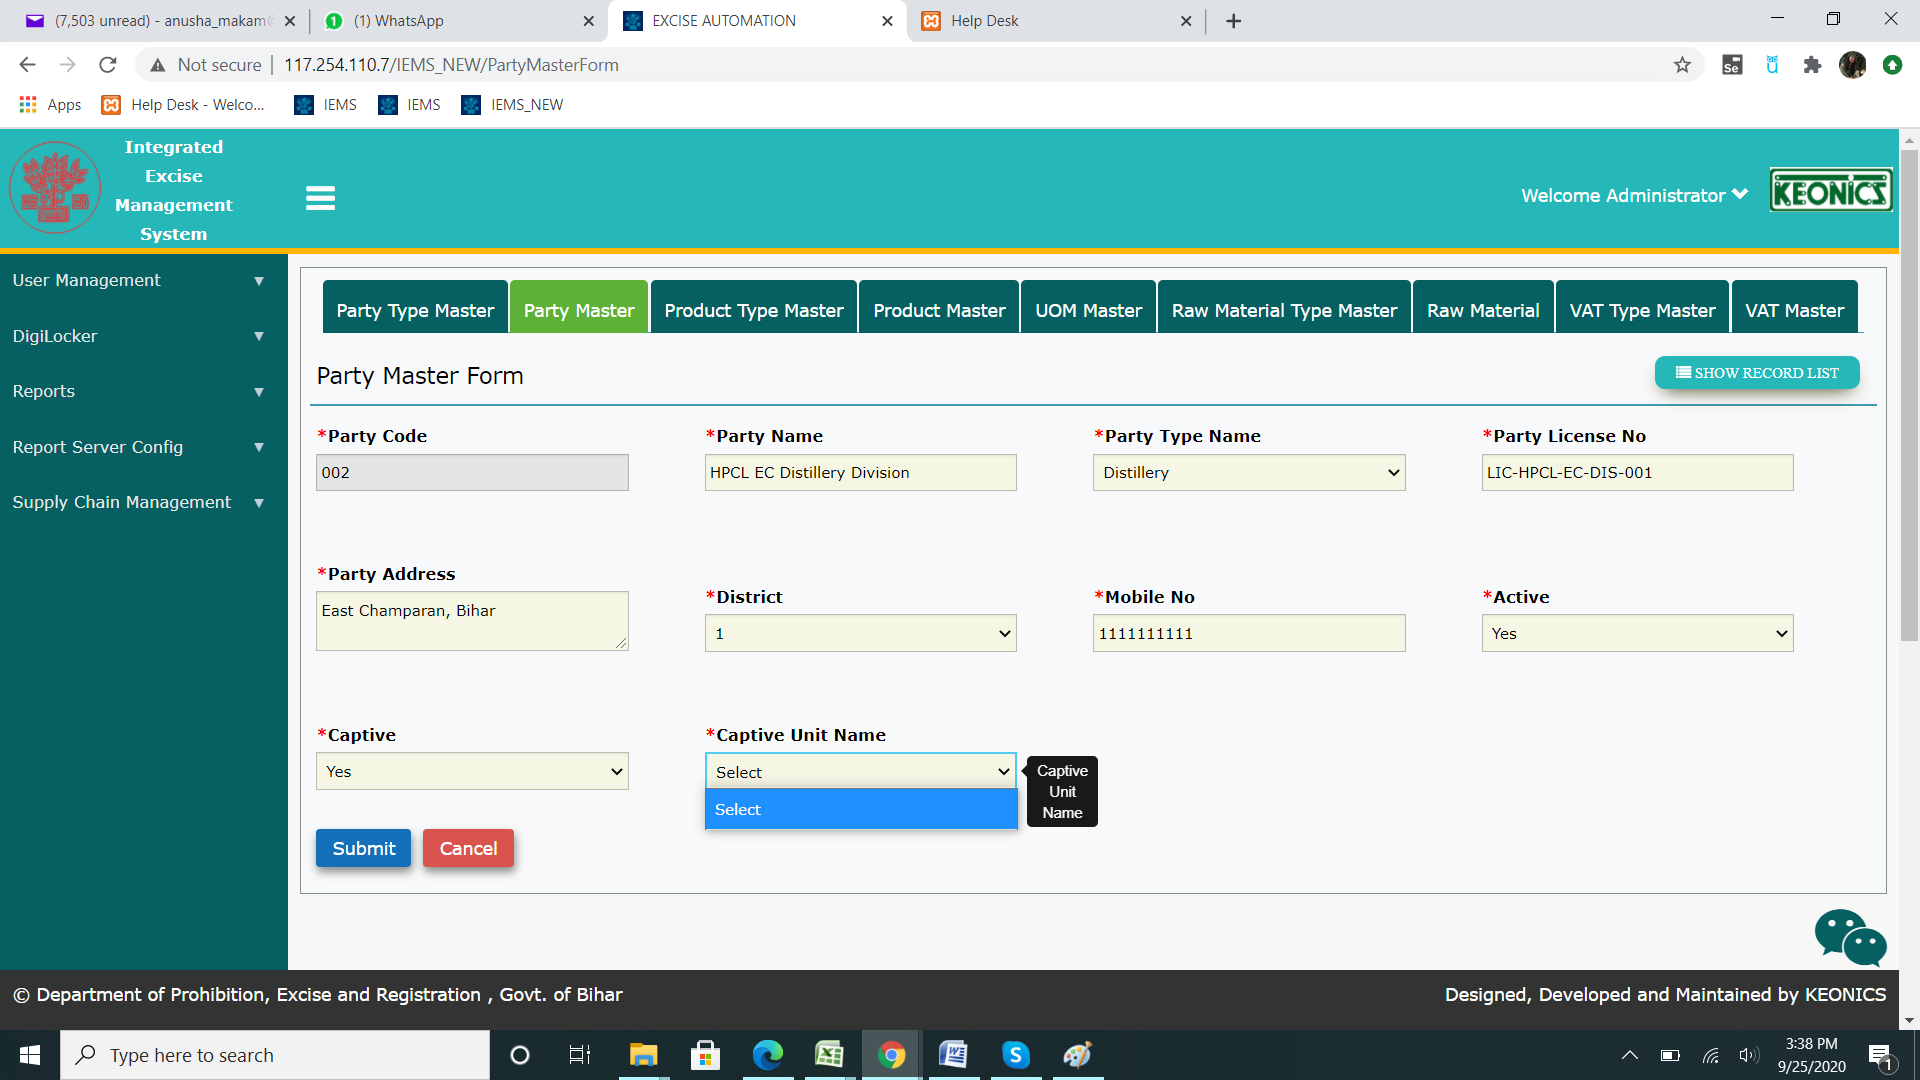 (7,503 unread) - anusha_makam@
(1) WhatsApp
EXCISE AUTOMATION
Help Desk
Not secure
117.254.110.7/IEMS_NEW/PartyMasterForm
Apps
Help Desk - Welco...
IEMS
IEMS
IEMS_NEW
Integrated
Excise
Management
System
Welcome Administrator
KEONICS
User Management
DigiLocker
Reports
Report Server Config
Supply Chain Management
Party Type Master
Party Master
Product Type Master
Product Master
UOM Master
Raw Material Type Master
Raw Material
VAT Type Master
VAT Master
Party Master Form
SHOW RECORD LIST
*Party Code
*Party Name
*Party Type Name
*Party License No
002
HPCL EC Distillery Division
Distillery
LIC-HPCL-EC-DIS-001
*Party Address
*District
*Mobile No
*Active
East Champaran, Bihar
1
1111111111
Yes
*Captive
*Captive Unit Name
Yes
Select
Captive
Unit
Name
Select
Submit
Cancel
© Department of Prohibition, Excise and Registration , Govt. of Bihar
Designed, Developed and Maintained by KEONICS
Type here to search
3:38 PM
9/25/2020
1